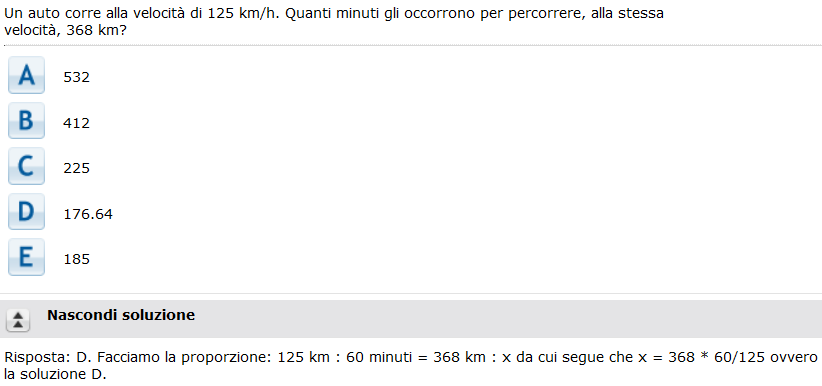 Un auto corre alla velocità di 125 km/h. Quanti minuti gli occorrono per percorrere, alla stessa
velocità, 368 km?
A 532
B 412
C 225
D 176.64
E 185
Nascondi soluzione
Risposta: D. Facciamo la proporzione: 125 km : 60 minuti = 368 km : x da cui segue che x = 368 * 60/125 ovvero
la soluzione D.